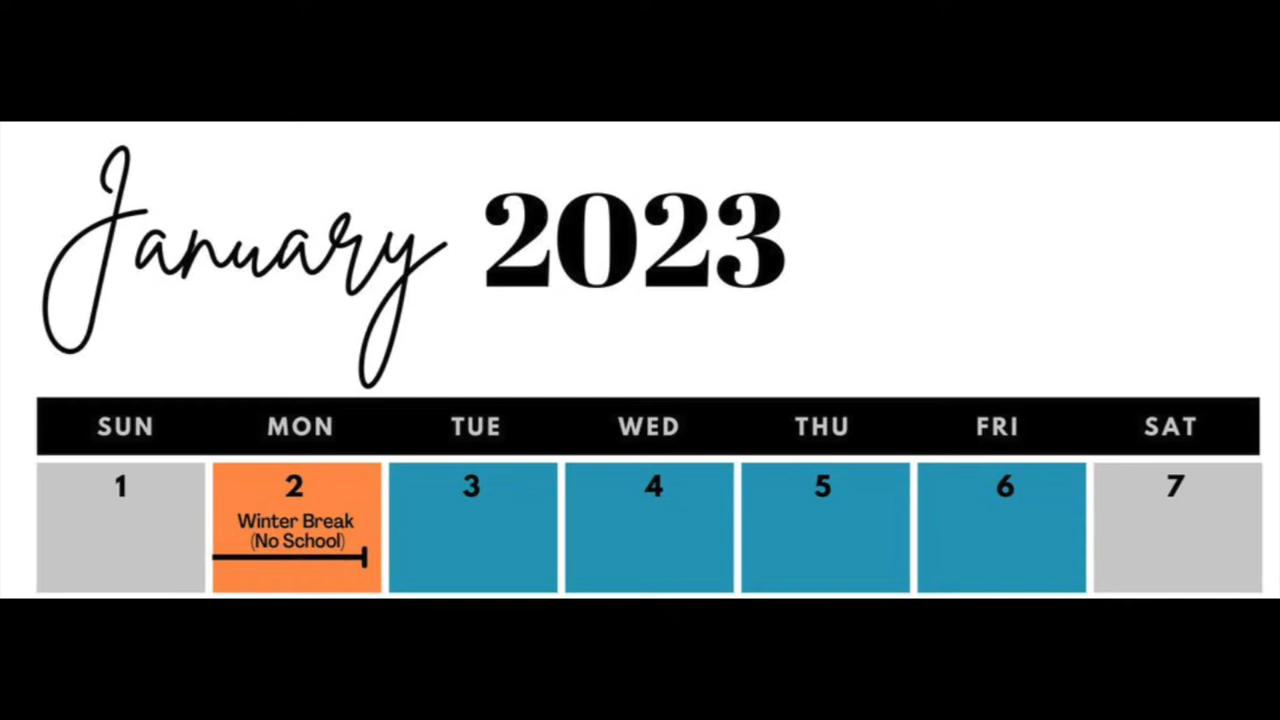 January 2023
SUN MON TUE WED THU FRI SAT
1 2 3 4 5 6 7
Winter Break
(No School)